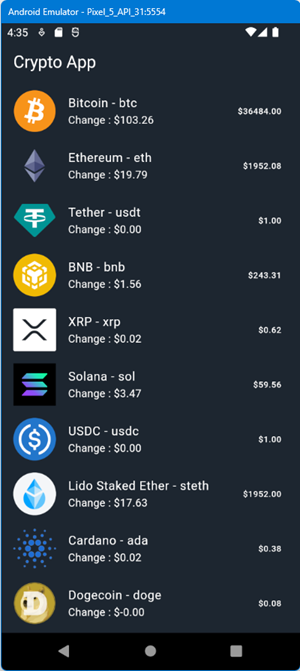 Android Emulator - Pixel_5_API_31:5554
4:35
Crypto App
Bitcoin - btc
Change : $103.26
$36484.00
Ethereum - eth
Change : $19.79
$1952.08
Tether - usdt
Change : $0.00
$1.00
BNB - bnb
Change : $1.56
$243.31
XRP - xrp
Change : $0.02
$0.62
Solana - sol
Change : $3.47
$59.56
USDC - usdc
Change : $0.00
$1.00
Lido Staked Ether - steth
Change : $17.63
$1952.00
Cardano - ada
Change : $0.02
$0.38
Dogecoin - doge
Change : $-0.00
$0.08